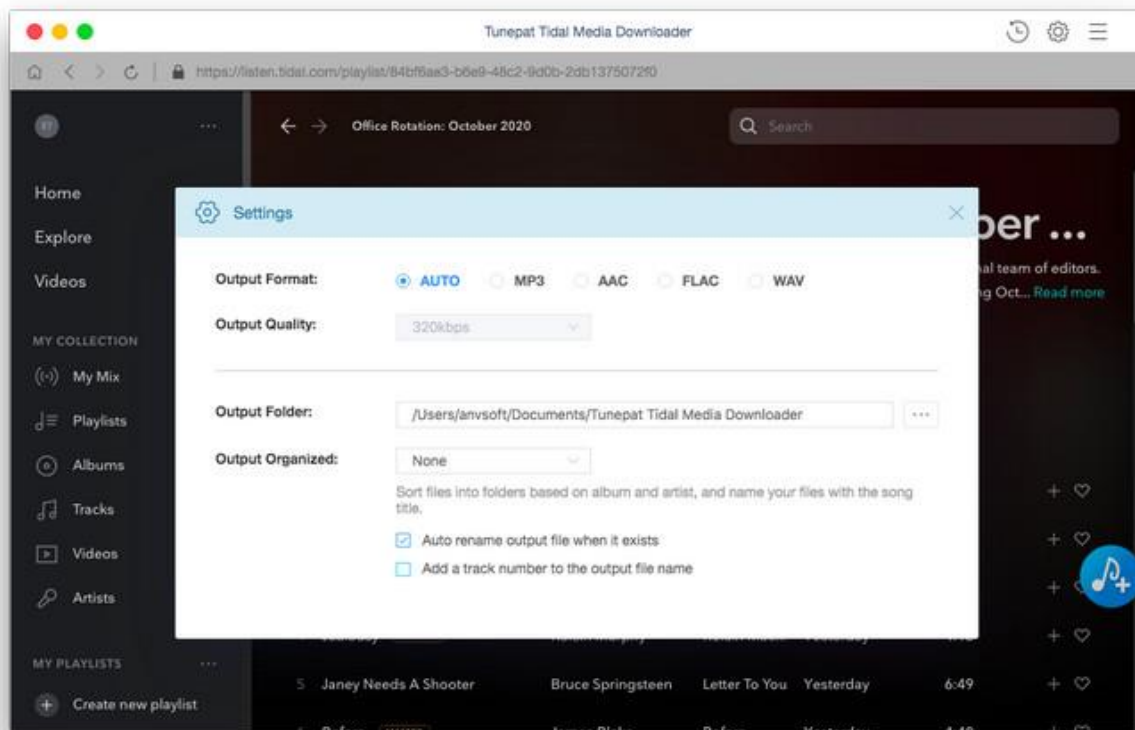 Tunepat Tidal Media Downloader
https://listen.tidal.com/playlist/84bf6ae3-b6e9-48c2-9d0b-2db1375072f0
Office Rotation: October 2020
Search
Home
Explore
Videos
MY COLLECTION
My Mix
Playlists
Albums
Tracks
Videos
Artists
MY PLAYLISTS
Create new playlist
ber ...
al team of editors.
ng Oct... Read more
Settings
Output Format: AUTO MP3 AAC FLAC WAV
Output Quality: 320kbps
Output Folder: /Users/anvsoft/Documents/Tunepat Tidal Media Downloader ...
Output Organized: None
Sort files into folders based on album and artist, and name your files with the song
title.
Auto rename output file when it exists
Add a track number to the output file name
Yesterday
5 Janey Needs A Shooter Bruce Springsteen Letter To You Yesterday 6:49